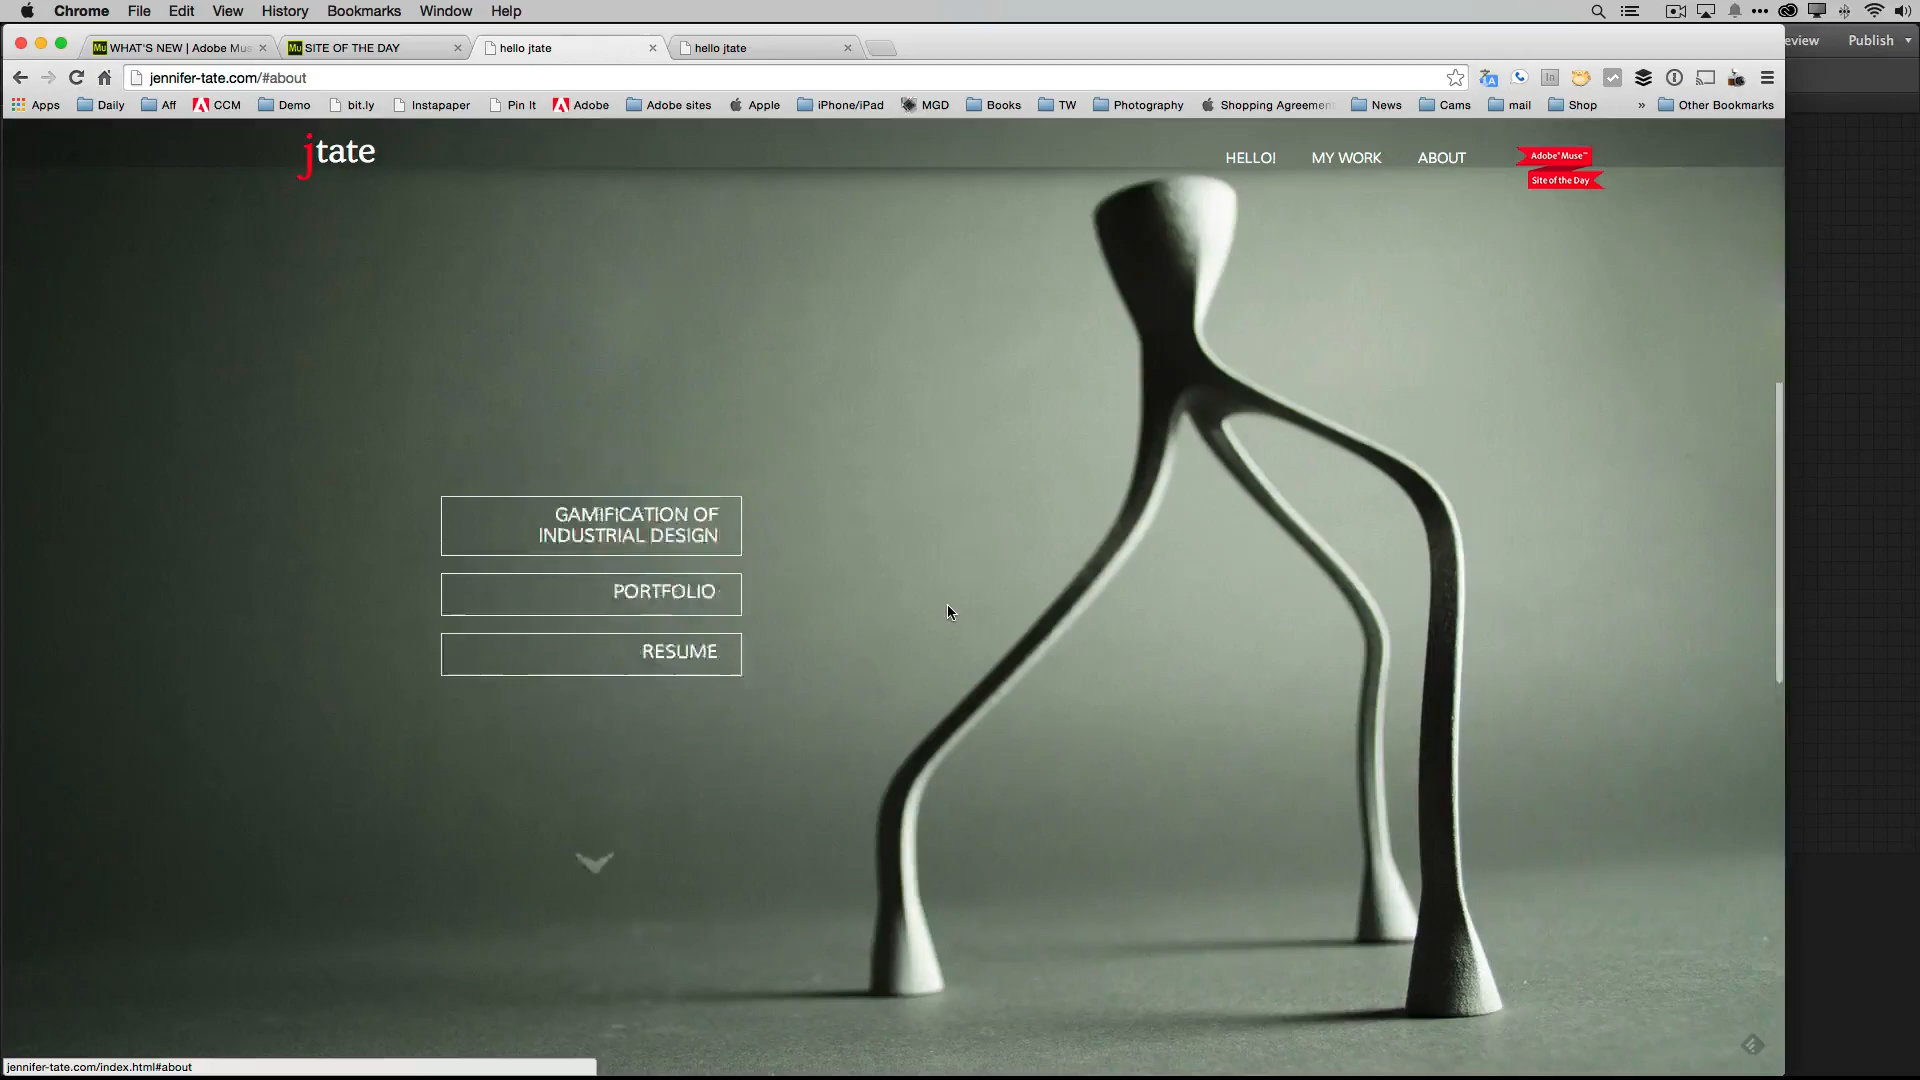 Chrome File Edit View History Bookmarks Window Help
WHAT'S NEW | Adobe Mus
SITE OF THE DAY
hello jtate
hello jtate
eview
Publish
jennifer-tate.com/#about
Apps Daily Aff CCM Demo bit.ly Instapaper Pin It Adobe Adobe sites Apple iPhone/iPad MGD Books TW Photography Shopping Agreemen News Cams mail Shop » Other Bookmarks
jtate
HELLO! MY WORK ABOUT
Adobe® Muse™
Site of the Day
GAMIFICATION OF
INDUSTRIAL DESIGN
PORTFOLIO
RESUME
jennifer-tate.com/index.html#about